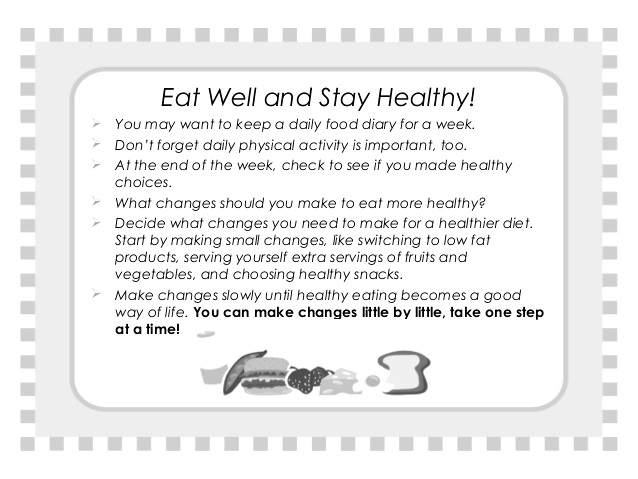 Eat Well and Stay Healthy!
You may want to keep a daily food diary for a week.
Don't forget daily physical activity is important, too.
At the end of the week, check to see if you made healthy
choices.
What changes should you make to eat more healthy?
Decide what changes you need to make for a healthier diet.
Start by making small changes, like switching to low fat
products, serving yourself extra servings of fruits and
vegetables, and choosing healthy snacks.
Make changes slowly until healthy eating becomes a good
way of life. You can make changes little by little, take one step
at a time!